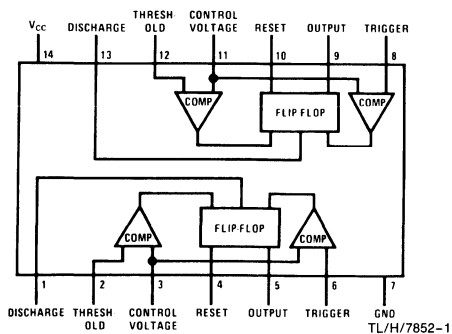 VCC DISCHARGE THRESH-OLD CONTROL VOLTAGE RESET OUTPUT TRIGGER
14 13 12 11 10 9 8
COMP FLIP FLOP COMP
COMP FLIP-FLOP COMP
1 2 3 4 5 6 7
DISCHARGE THRESH OLD CONTROL VOLTAGE RESET OUTPUT TRIGGER GND
TL/H/7852-1